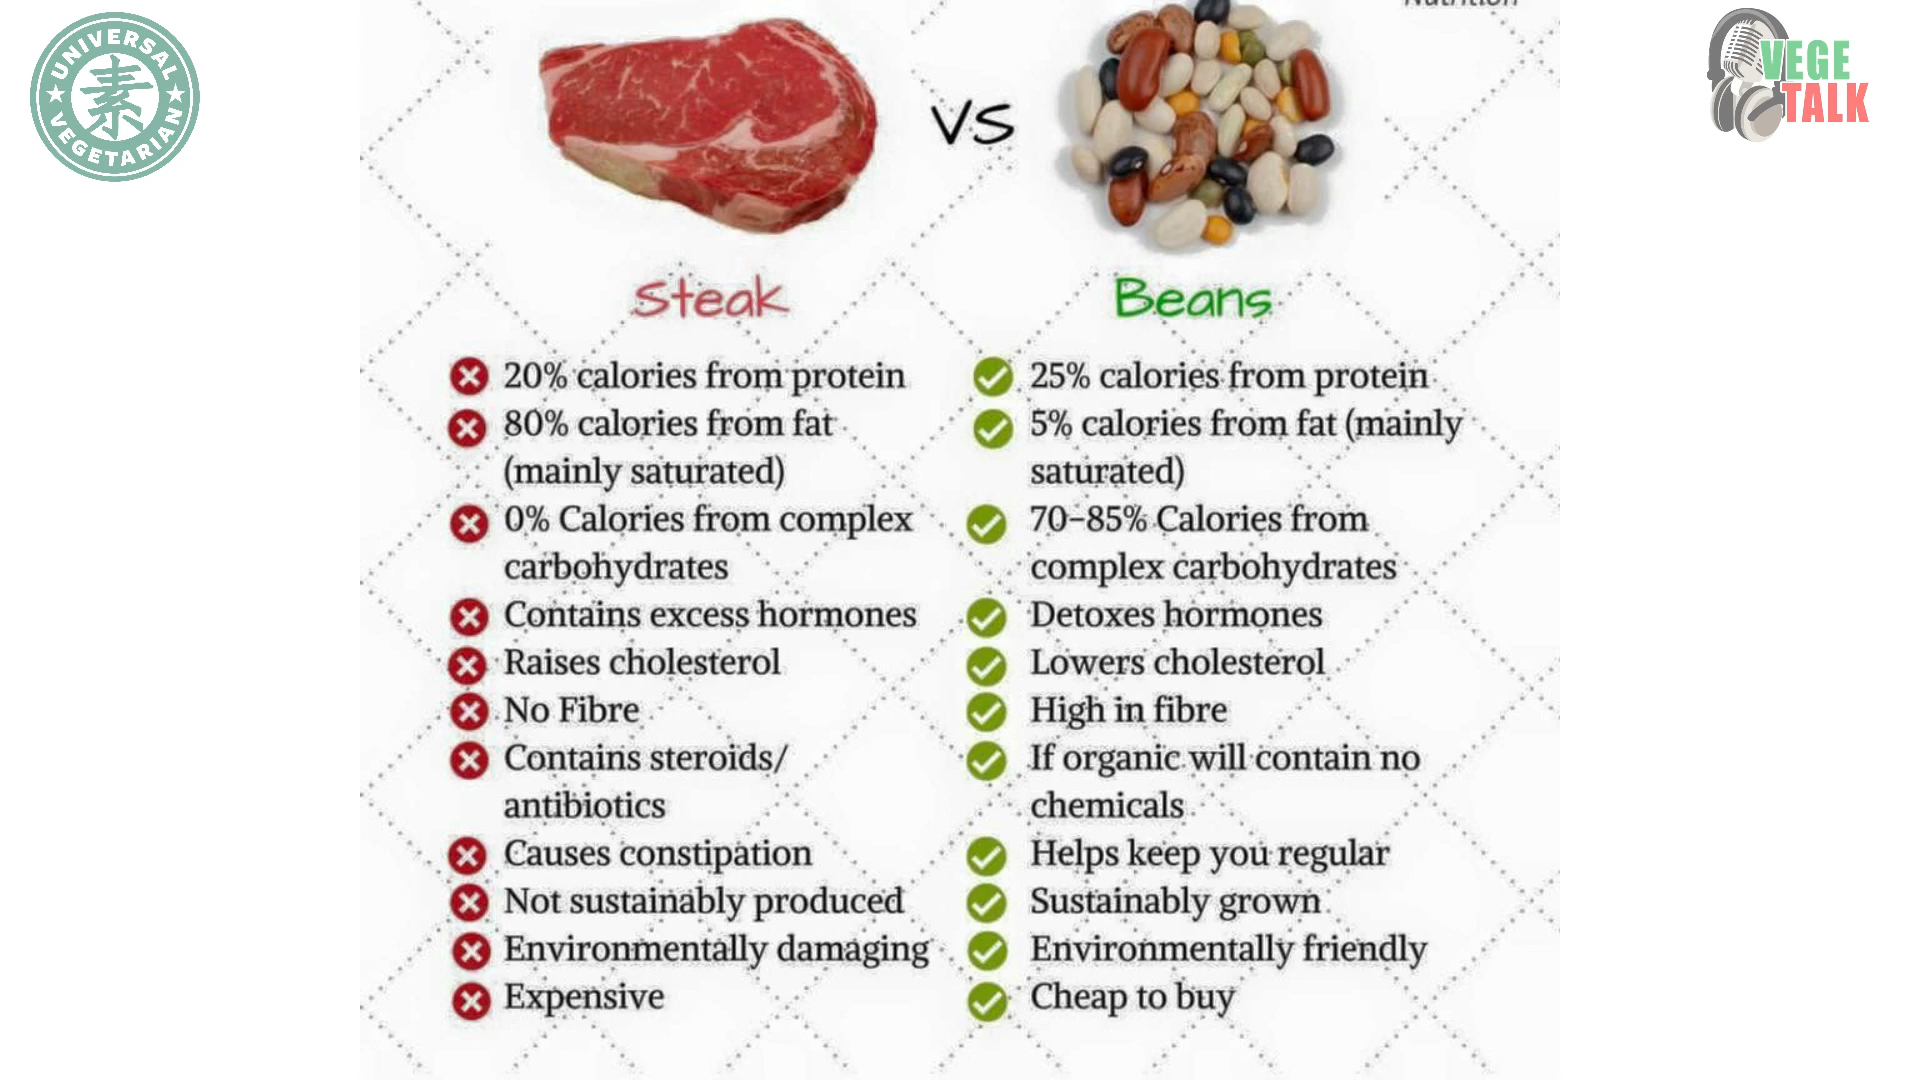 Nutrition
UNIVERSAL
素
VEGETARIAN
VEGE
TALK
VS
Steak
Beans
20% calories from protein
80% calories from fat
(mainly saturated)
0% Calories from complex
carbohydrates
Contains excess hormones
Raises cholesterol
No Fibre
Contains steroids/
antibiotics
Causes constipation
Not sustainably produced
Environmentally damaging
Expensive
25% calories from protein
5% calories from fat (mainly
saturated)
70-85% Calories from
complex carbohydrates
Detoxes hormones
Lowers cholesterol
High in fibre
If organic will contain no
chemicals
Helps keep you regular
Sustainably grown
Environmentally friendly
Cheap to buy